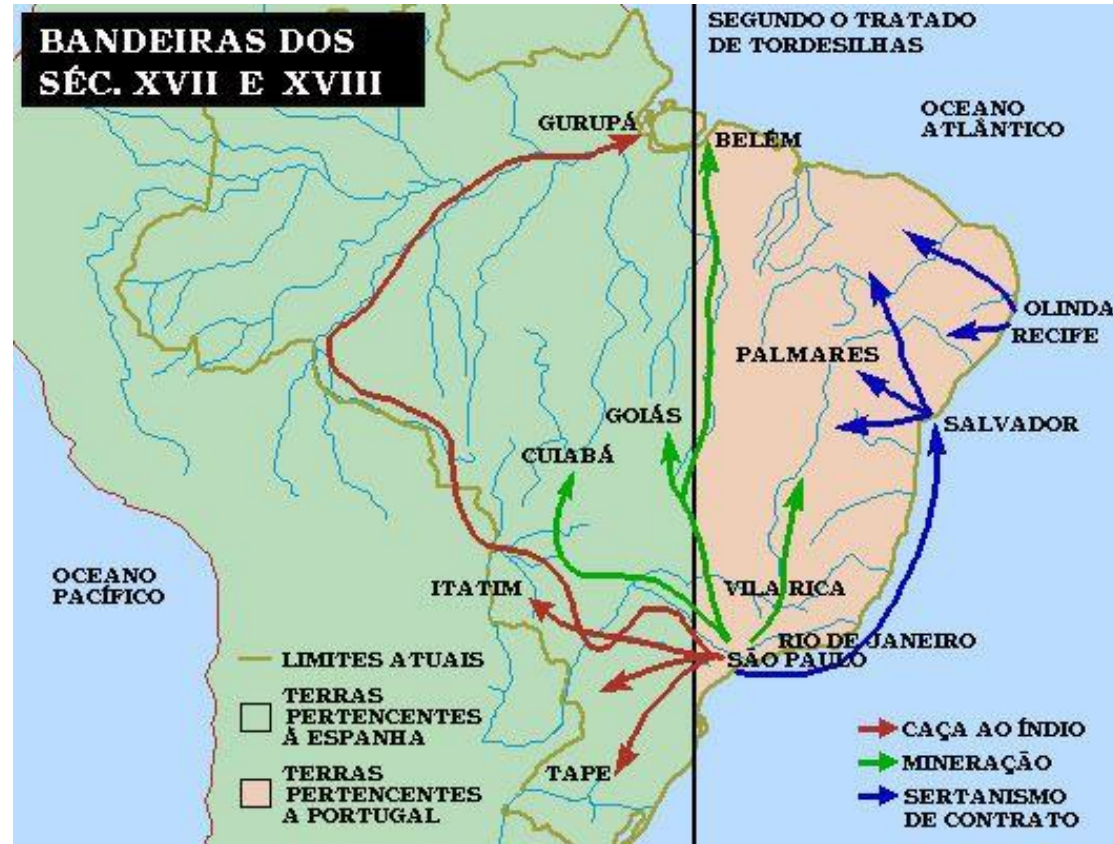 BANDEIRAS DOS
SÉC. XVII E XVIII
SEGUNDO O TRATADO
DE TORDESILHAS
OCEANO
ATLÂNTICO
GURUPÁ
BELÉM
OLINDA
RECIFE
PALMARES
SALVADOR
GOIÁS
CUIABÁ
OCEANO
PACÍFICO
ITATIM
VILA RICA
RIO DE JANEIRO
SÃO PAULO
TAPE
LIMITES ATUAIS
TERRAS
PERTENCENTES
À ESPANHA
TERRAS
PERTENCENTES
A PORTUGAL
CAÇA AO ÍNDIO
MINERAÇÃO
SERTANISMO
DE CONTRATO